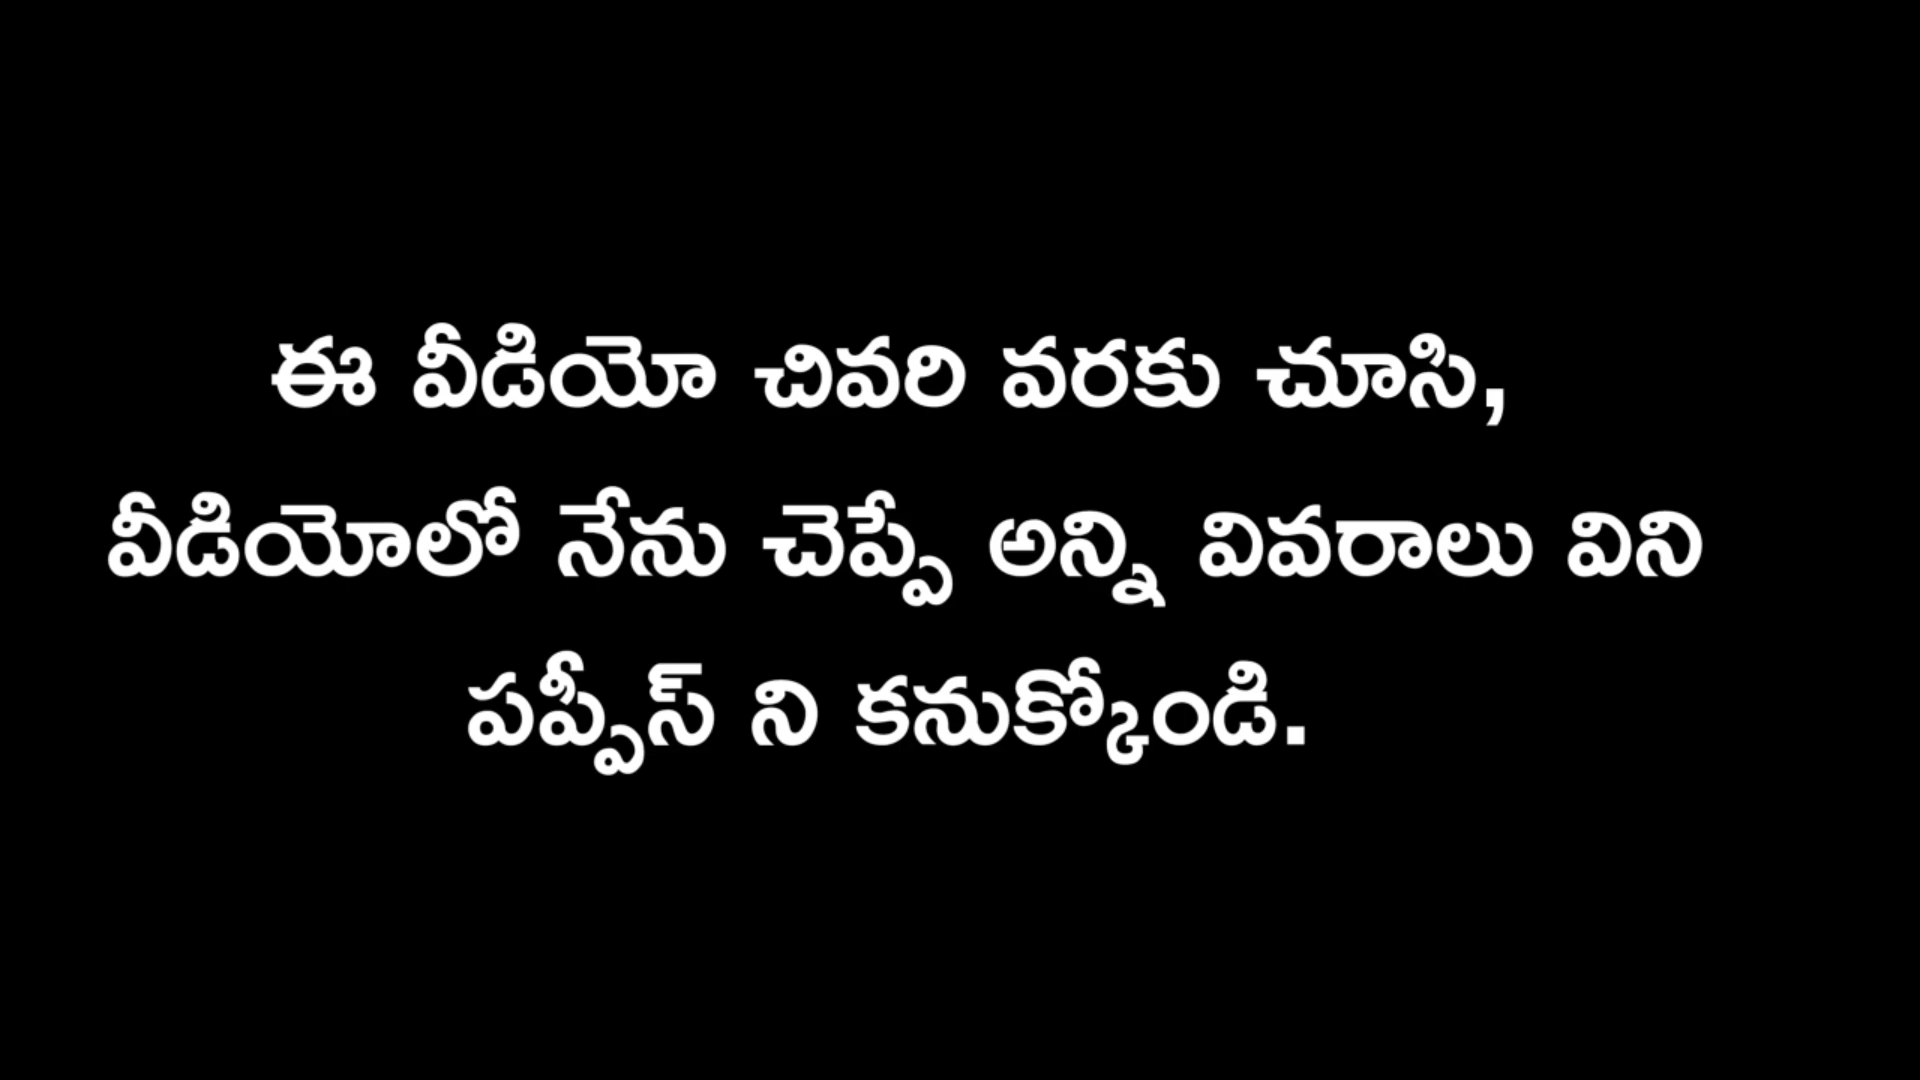 ఈ వీడియో చివరి వరకు చూసి,
వీడియోలో నేను చెప్పే అన్ని వివరాలు విని
పప్పీస్ ని కనుక్కోండి.